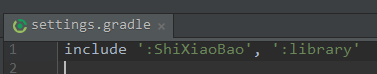 settings.gradle
1 include ':ShiXiaoBao', ':library'
2